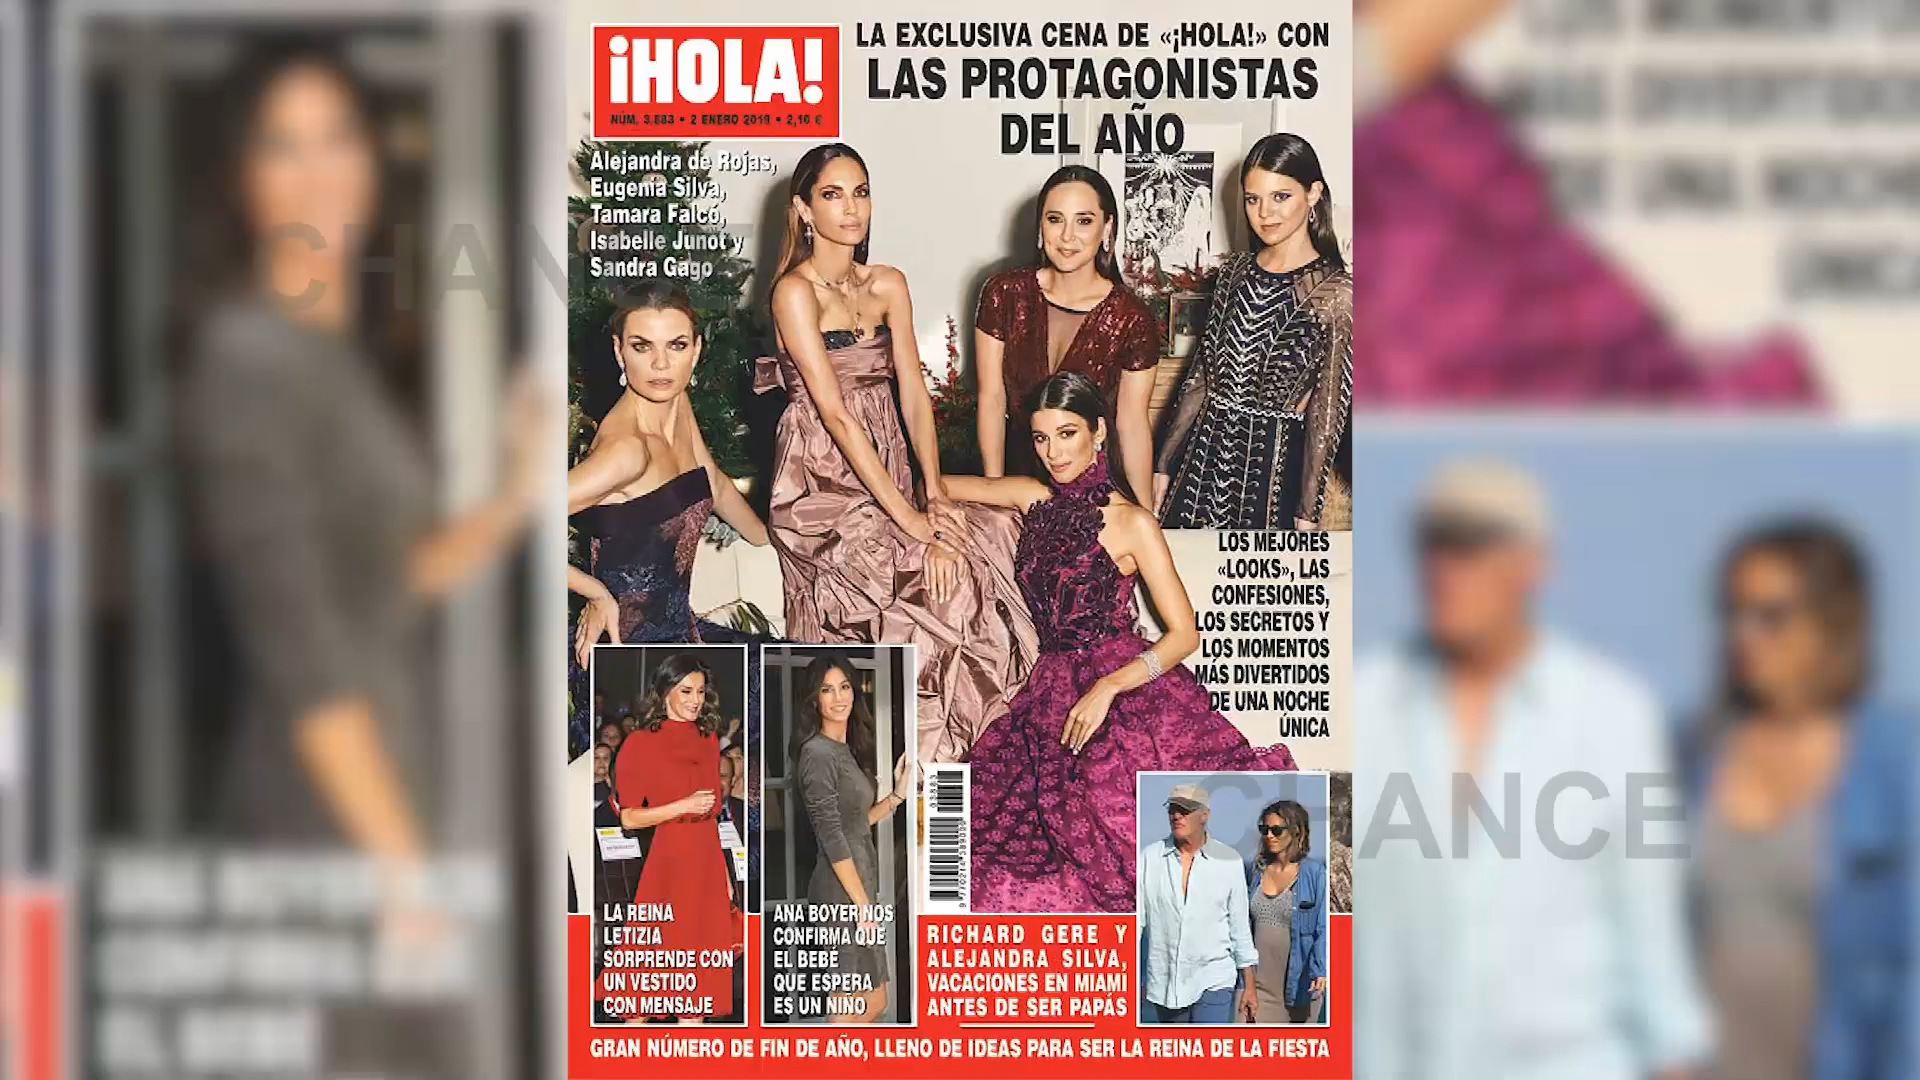 ¡HOLA!
NÚM. 3.883 • 2 ENERO 2019 • 2,10 €
LA EXCLUSIVA CENA DE «¡HOLA!» CON
LAS PROTAGONISTAS
DEL AÑO
Alejandra de Rojas,
Eugenia Silva,
Tamara Falcó,
Isabelle Junot y
Sandra Gago
CHANCE
LOS MEJORES
«LOOKS», LAS
CONFESIONES,
LOS SECRETOS Y
LOS MOMENTOS
MÁS DIVERTIDOS
DE UNA NOCHE
ÚNICA
CHANCE
LA REINA
LETIZIA
SORPRENDE CON
UN VESTIDO
CON MENSAJE
ANA BOYER NOS
CONFIRMA QUE
EL BEBÉ
QUE ESPERA
ES UN NIÑO
03883
RICHARD GERE Y
ALEJANDRA SILVA,
VACACIONES EN MIAMI
ANTES DE SER PAPÁS
GRAN NÚMERO DE FIN DE AÑO, LLENO DE IDEAS PARA SER LA REINA DE LA FIESTA